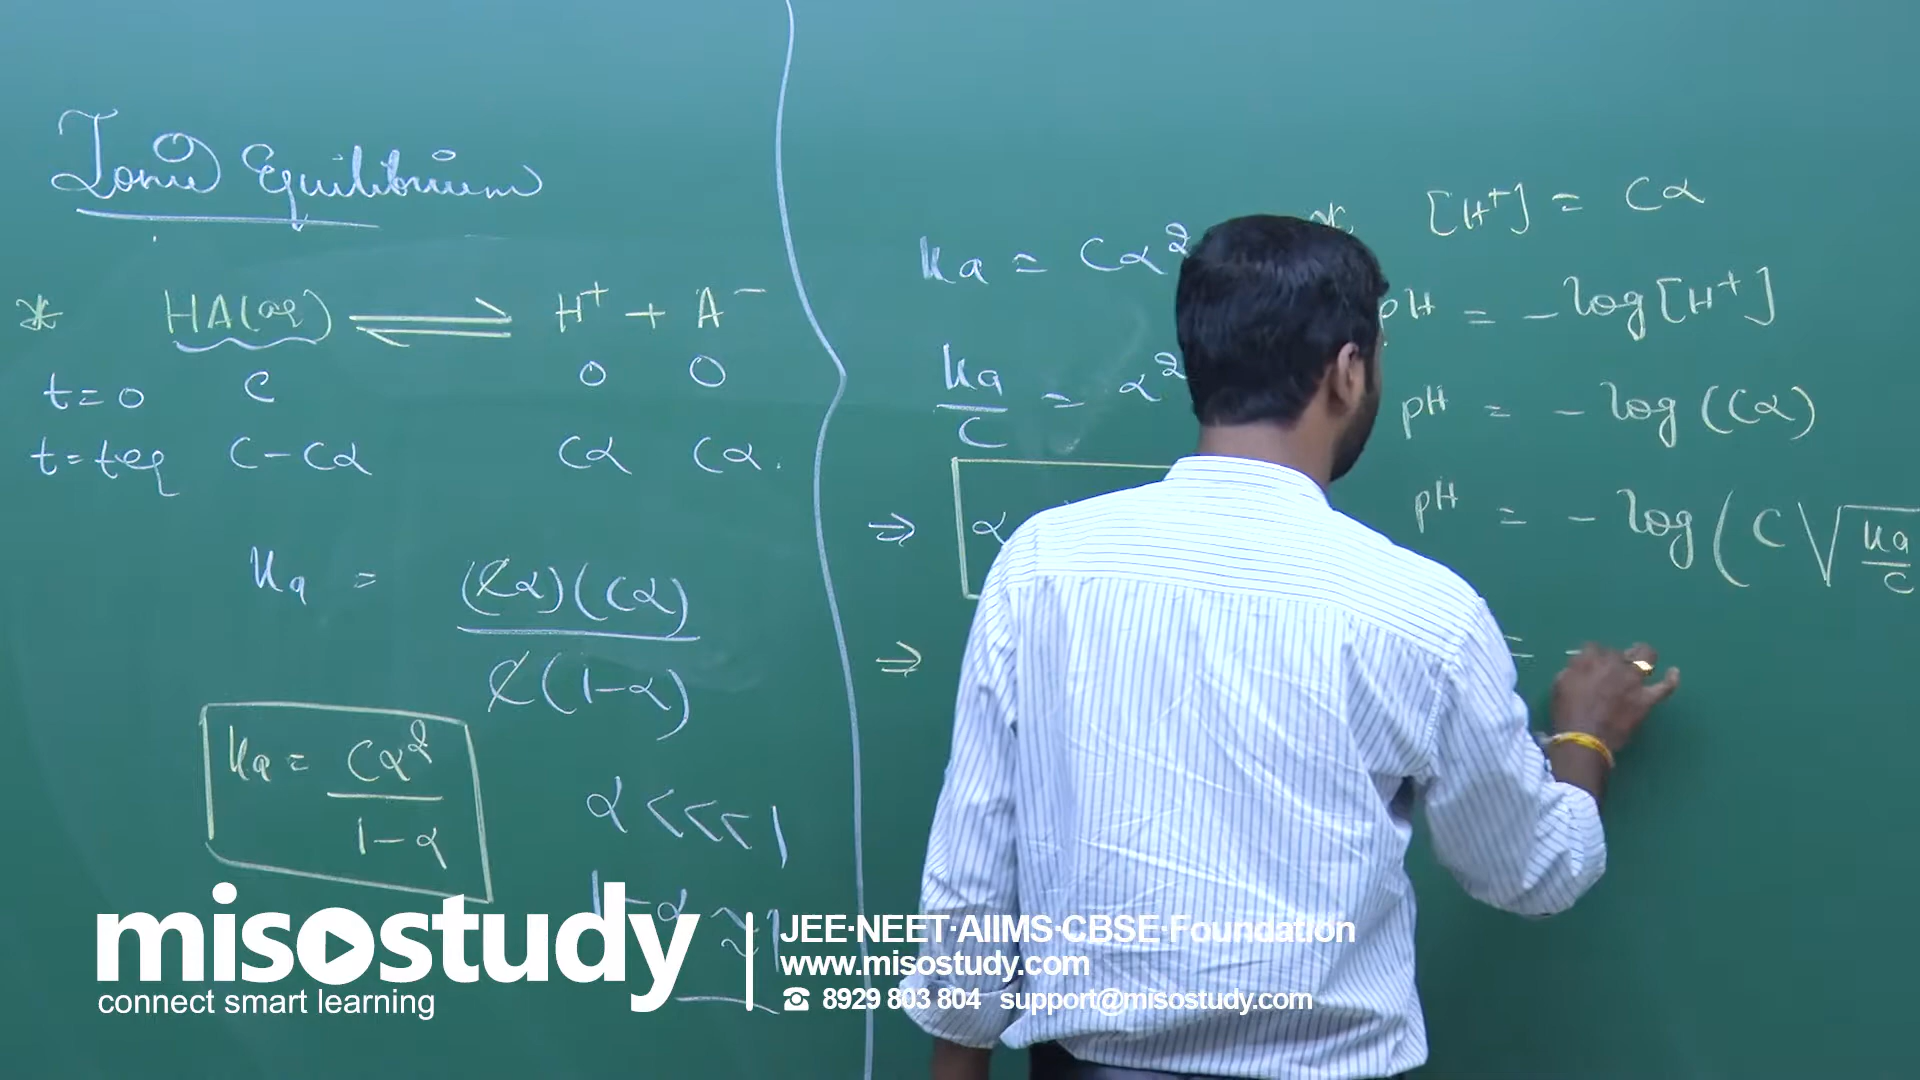 Ionic Equilibrium
* HA(aq) ⇌ H⁺ + A⁻
t=0 C 0 0
t=teq C-Cα Cα Cα.
Ka = (Cα)(Cα) / C(1-α)
Ka = Cα² / 1-α
α <<< 1
1-α ≈ 1
Ka = Cα²
Ka/C = α²
⇒ α
⇒
* [H⁺] = Cα
pH = -log[H⁺]
pH = -log(Cα)
pH = -log(C√Ka/C
= -
misostudy
connect smart learning
JEE·NEET·AIIMS·CBSE·Foundation
www.misostudy.com
☎ 8929 803 804 support@misostudy.com